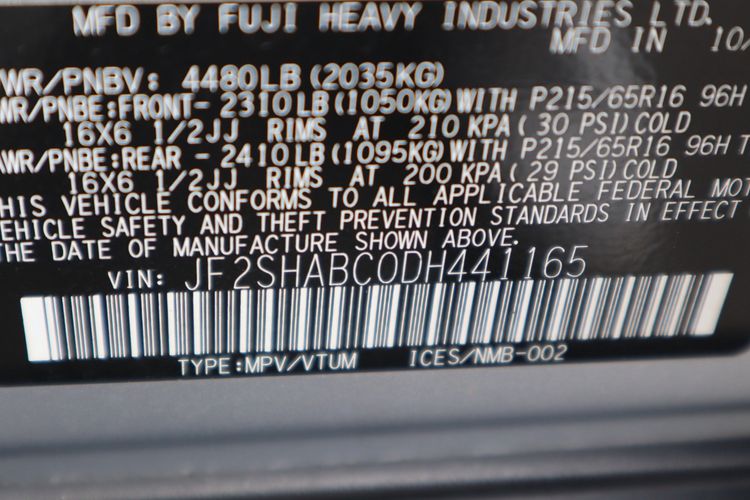 MFD BY FUJI HEAVY INDUSTRIES LTD.
MFD IN 10/
WR/PNBV: 4480LB (2035KG)
WR/PNBE:FRONT- 2310LB (1050KG) WITH P215/65R16 96H
16X6 1/2JJ RIMS AT 210 KPA ( 30 PSI) COLD
AWR/PNBE:REAR - 2410LB (1095KG) WITH P215/65R16 96H T
16X6 1/2JJ RIMS AT 200 KPA ( 29 PSI) COLD
HIS VEHICLE CONFORMS TO ALL APPLICABLE FEDERAL MOT
EHICLE SAFETY AND THEFT PREVENTION STANDARDS IN EFFECT
THE DATE OF MANUFACTURE SHOWN ABOVE.
VIN: JF2SHABC0DH441165
TYPE:MPV/VTUM ICES/NMB-002